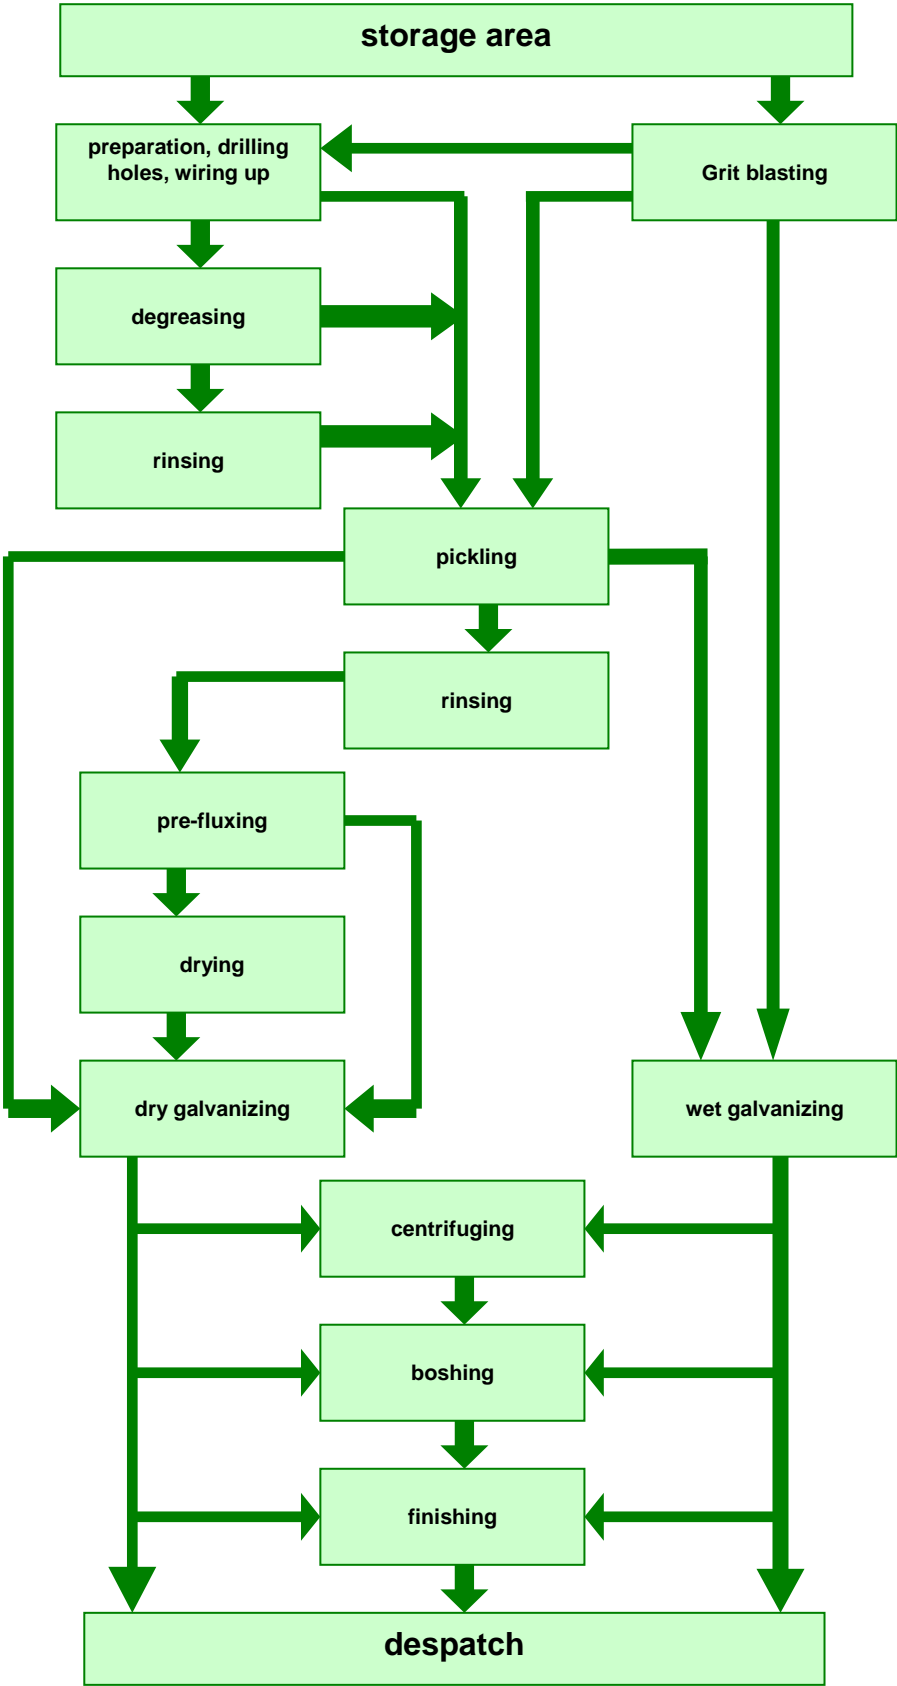 storage area
preparation, drilling
holes, wiring up
Grit blasting
degreasing
rinsing
pickling
rinsing
pre-fluxing
drying
dry galvanizing
wet galvanizing
centrifuging
boshing
finishing
despatch